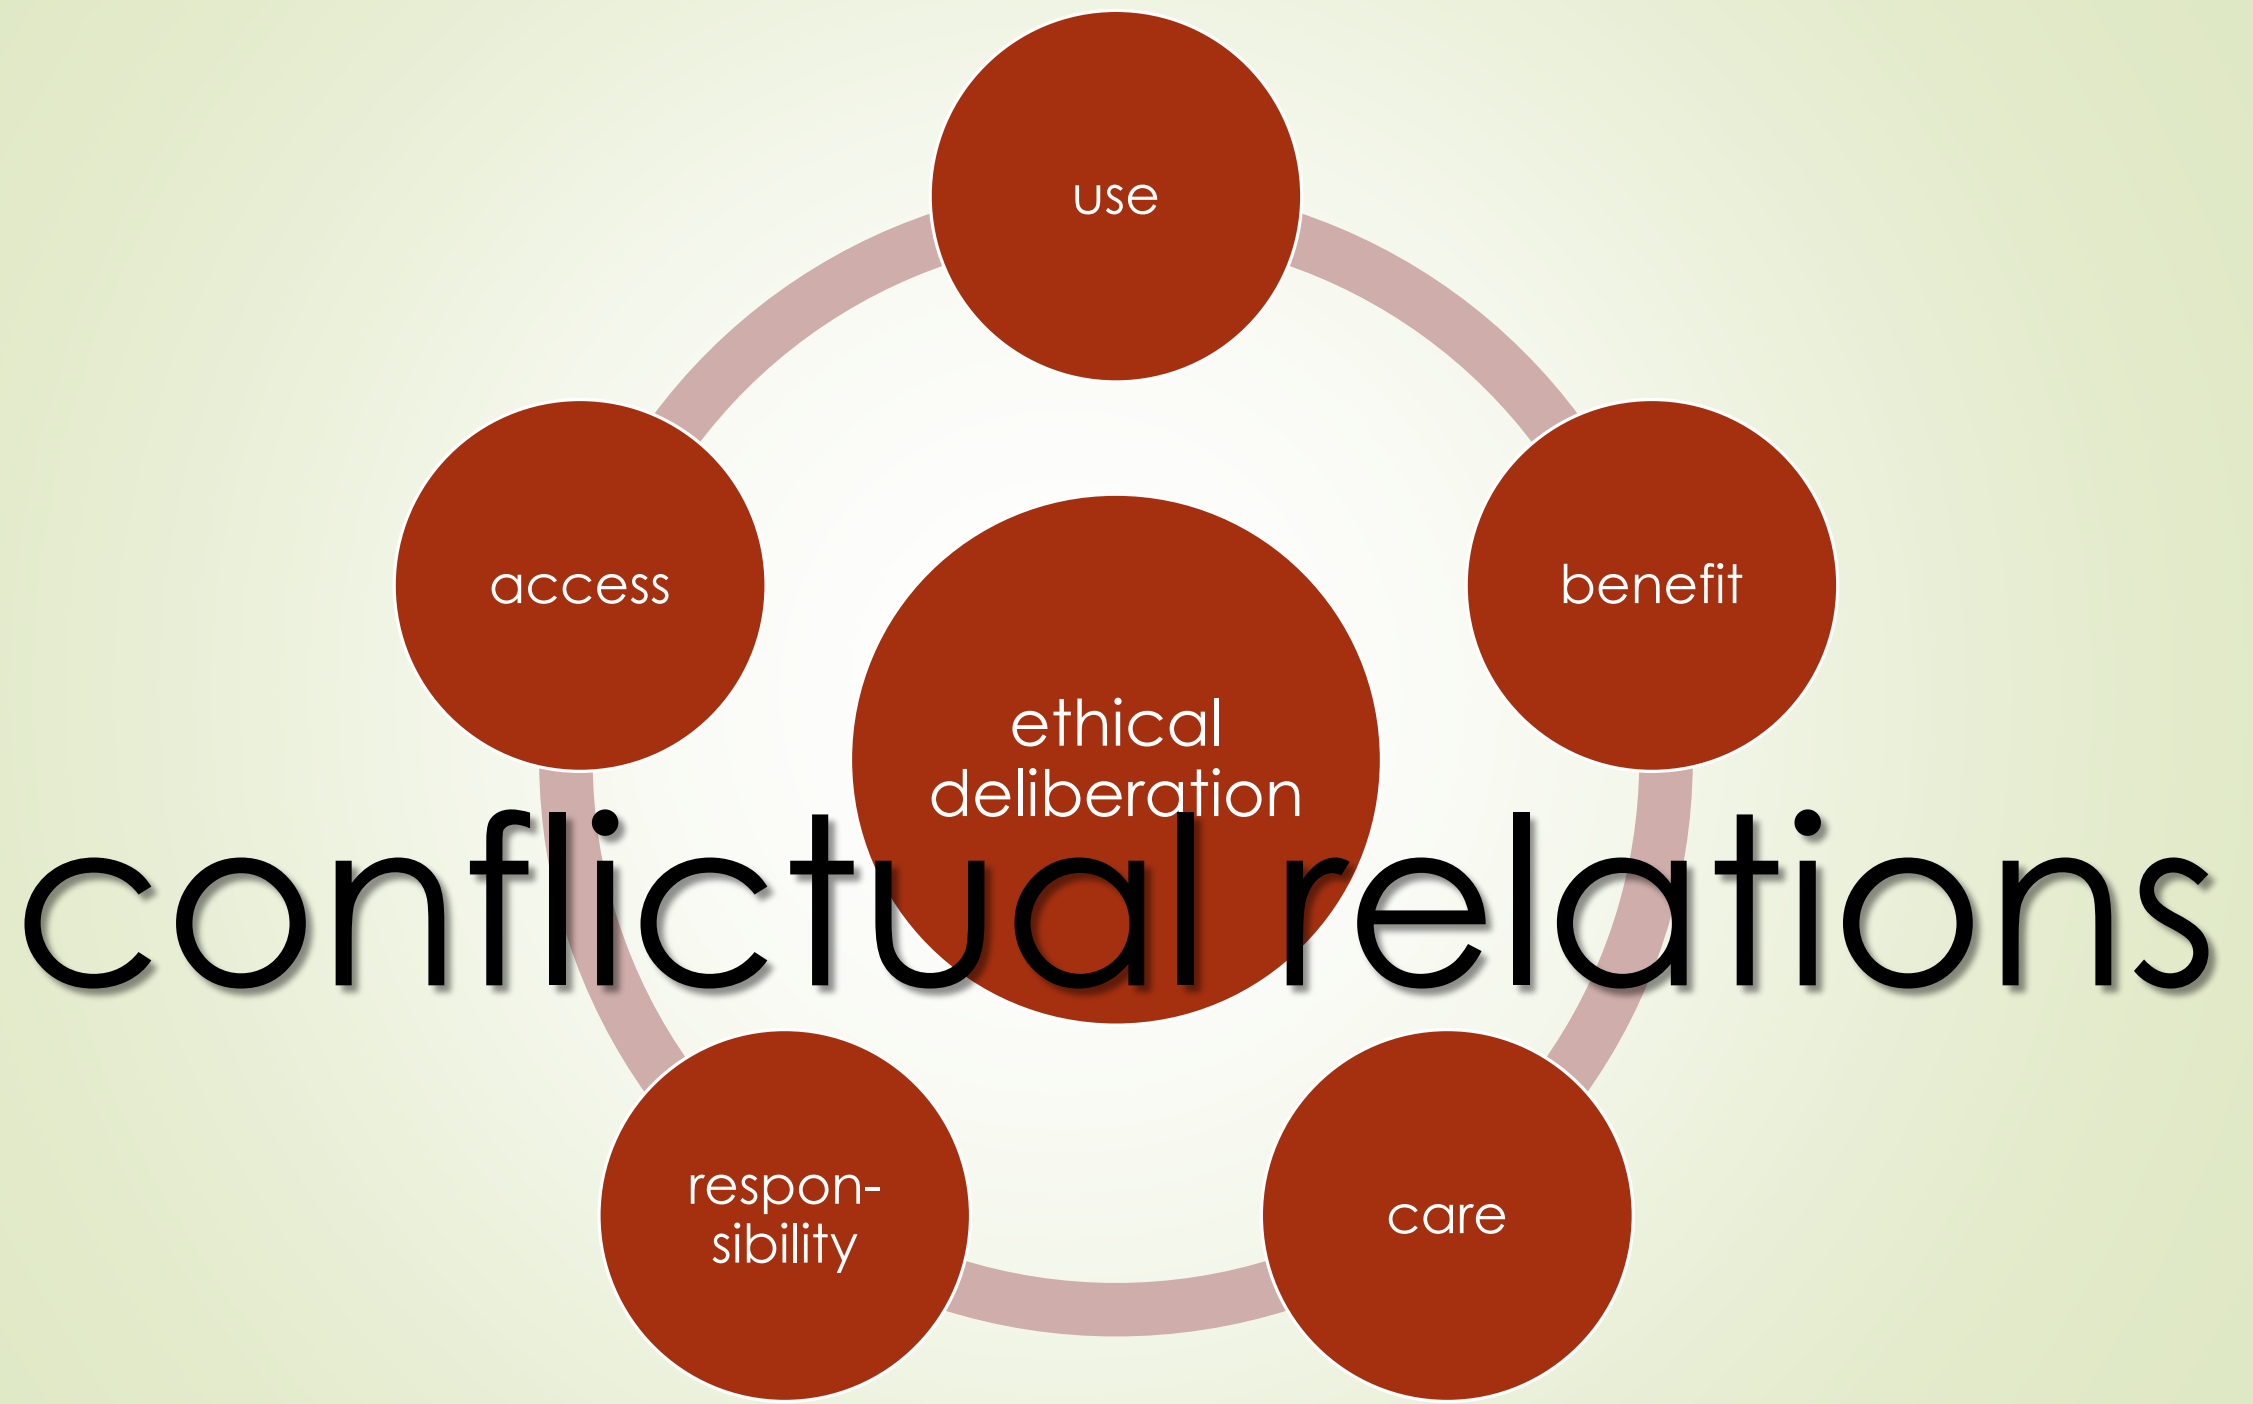 use
access
benefit
ethical
deliberation
conflictual relations
respon-
sibility
care